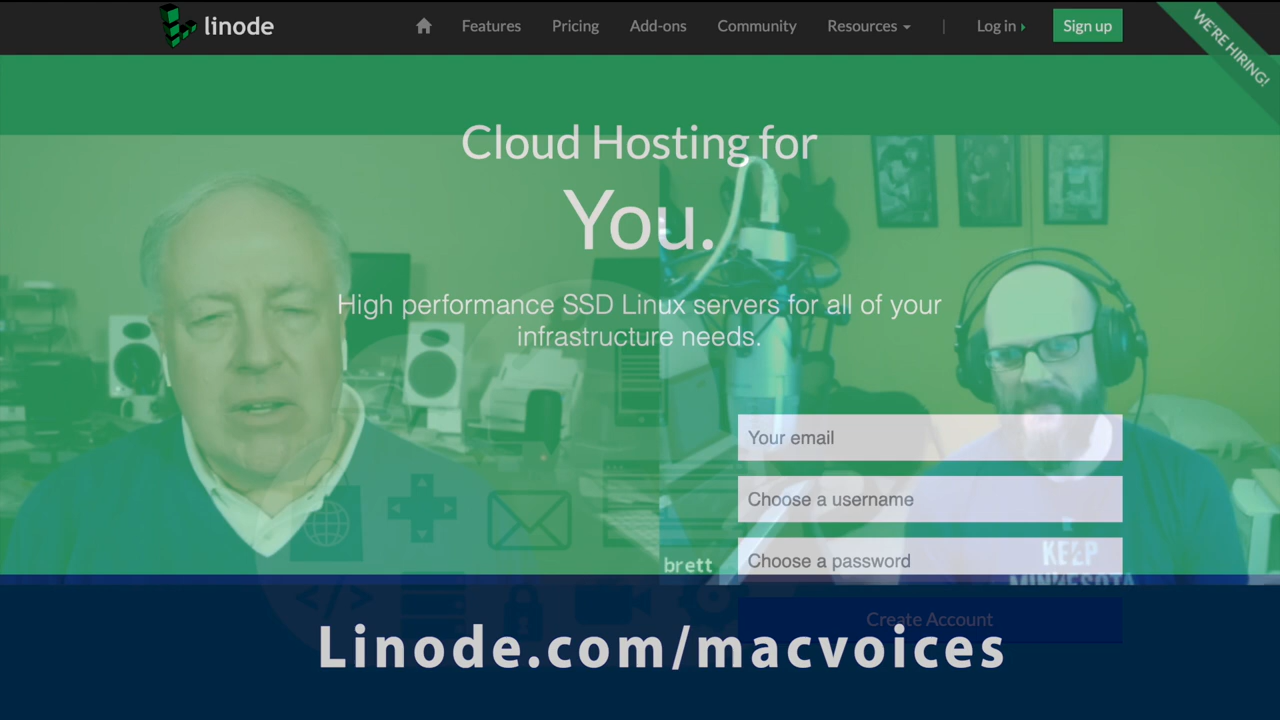 linode
Features Pricing Add-ons Community Resources | Log in Sign up
WE'RE HIRING!
Cloud Hosting for
You.
High performance SSD Linux servers for all of your
infrastructure needs.
Your email
Choose a username
Choose a password
brett
KEEP
MINNESOTA
Create Account
Linode.com/macvoices